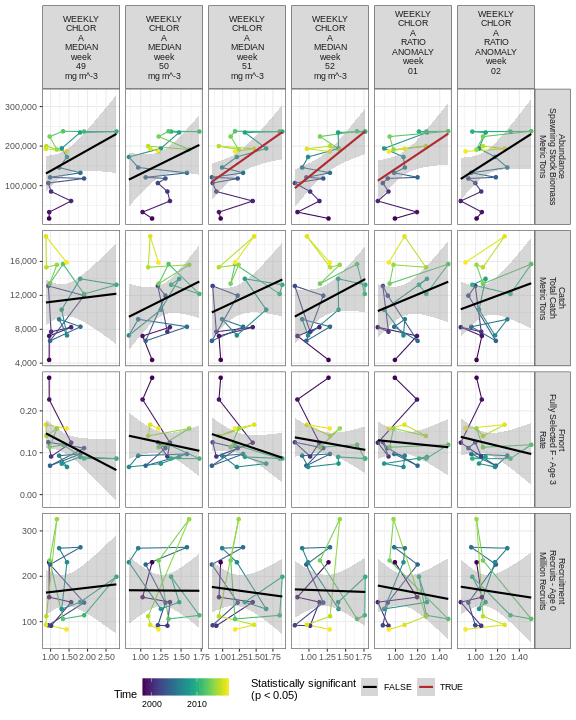 WEEKLY
CHLOR
A
MEDIAN
week
49
mg m^-3
WEEKLY
CHLOR
A
MEDIAN
week
50
mg m^-3
WEEKLY
CHLOR
A
MEDIAN
week
51
mg m^-3
WEEKLY
CHLOR
A
MEDIAN
week
52
mg m^-3
WEEKLY
CHLOR
A
RATIO
ANOMALY
week
01
WEEKLY
CHLOR
A
RATIO
ANOMALY
week
02
300,000
200,000
100,000
Abundance
Spawning Stock Biomass
Metric Tons
16,000
12,000
8,000
4,000
Catch
Total Catch
Metric Tons
0.20
0.10
0.00
Fmort
Fully Selected F - Age 3
Rate
300
200
100
Recruitment
Recruits - Age 0
Million Recruits
1.00 1.50 2.00 2.50
1.00 1.25 1.50 1.75
1.00 1.25 1.50 1.75
1.00 1.25 1.50 1.75
1.00 1.20 1.40
1.00 1.20 1.40
Time
2000 2010
Statistically significant
(p < 0.05)
FALSE
TRUE